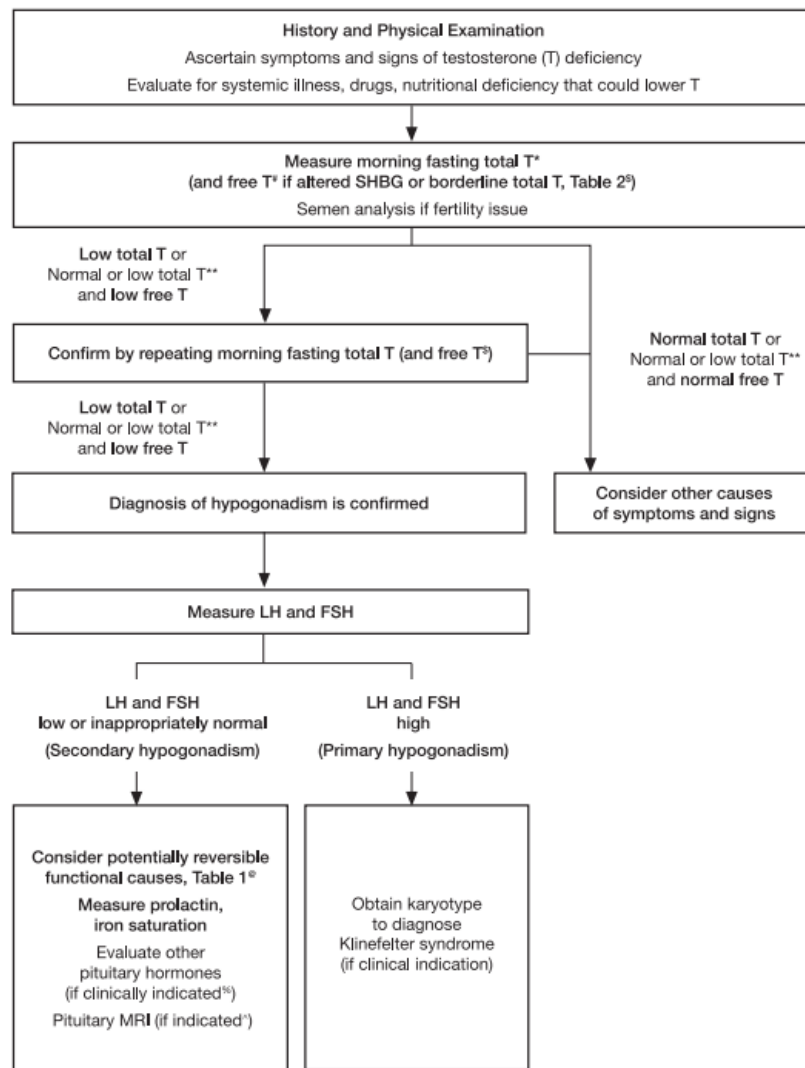 History and Physical Examination
Ascertain symptoms and signs of testosterone (T) deficiency
Evaluate for systemic illness, drugs, nutritional deficiency that could lower T
Measure morning fasting total T*
(and free T# if altered SHBG or borderline total T, Table 2$)
Semen analysis if fertility issue
Low total T or
Normal or low total T**
and low free T
Normal total T or
Normal or low total T**
and normal free T
Confirm by repeating morning fasting total T (and free T$)
Low total T or
Normal or low total T**
and low free T
Diagnosis of hypogonadism is confirmed
Consider other causes
of symptoms and signs
Measure LH and FSH
LH and FSH
low or inappropriately normal
(Secondary hypogonadism)
LH and FSH
high
(Primary hypogonadism)
Consider potentially reversible
functional causes, Table 1@
Measure prolactin,
iron saturation
Evaluate other
pituitary hormones
(if clinically indicated%)
Pituitary MRI (if indicated^)
Obtain karyotype
to diagnose
Klinefelter syndrome
(if clinical indication)